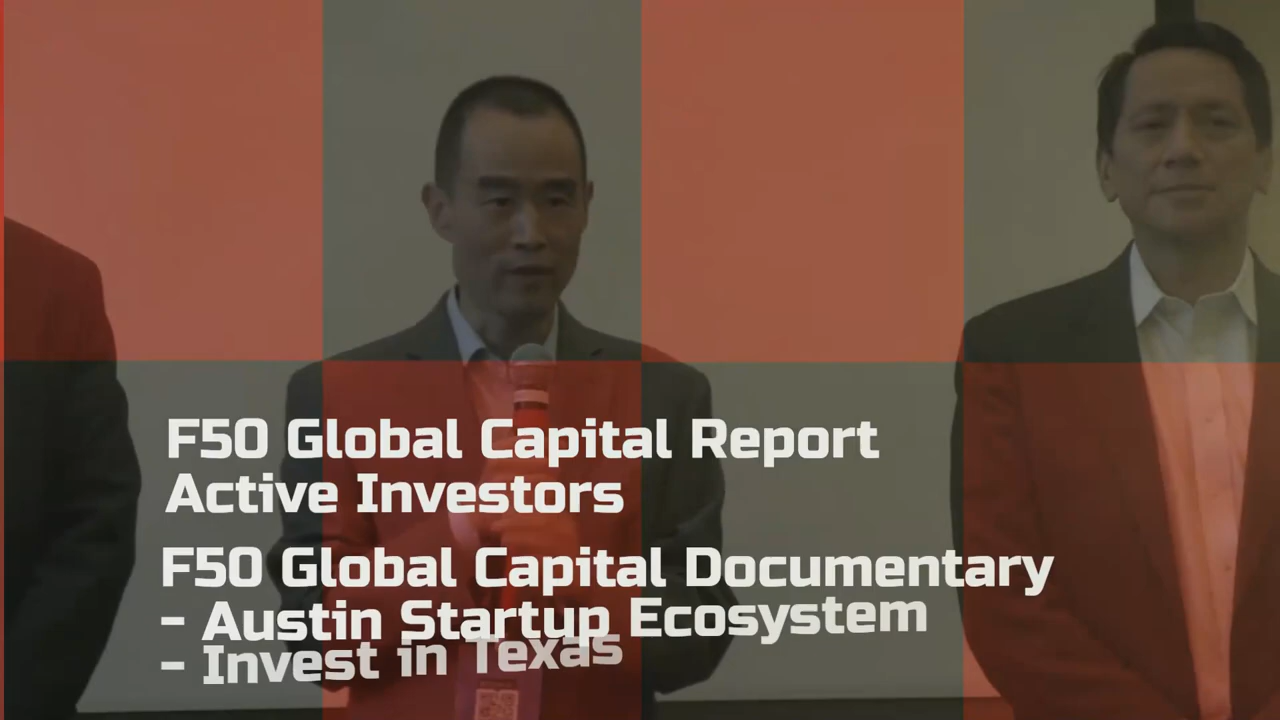 F50 Global Capital Report
Active Investors
F50 Global Capital Documentary
- Austin Startup Ecosystem
- Invest in Texas